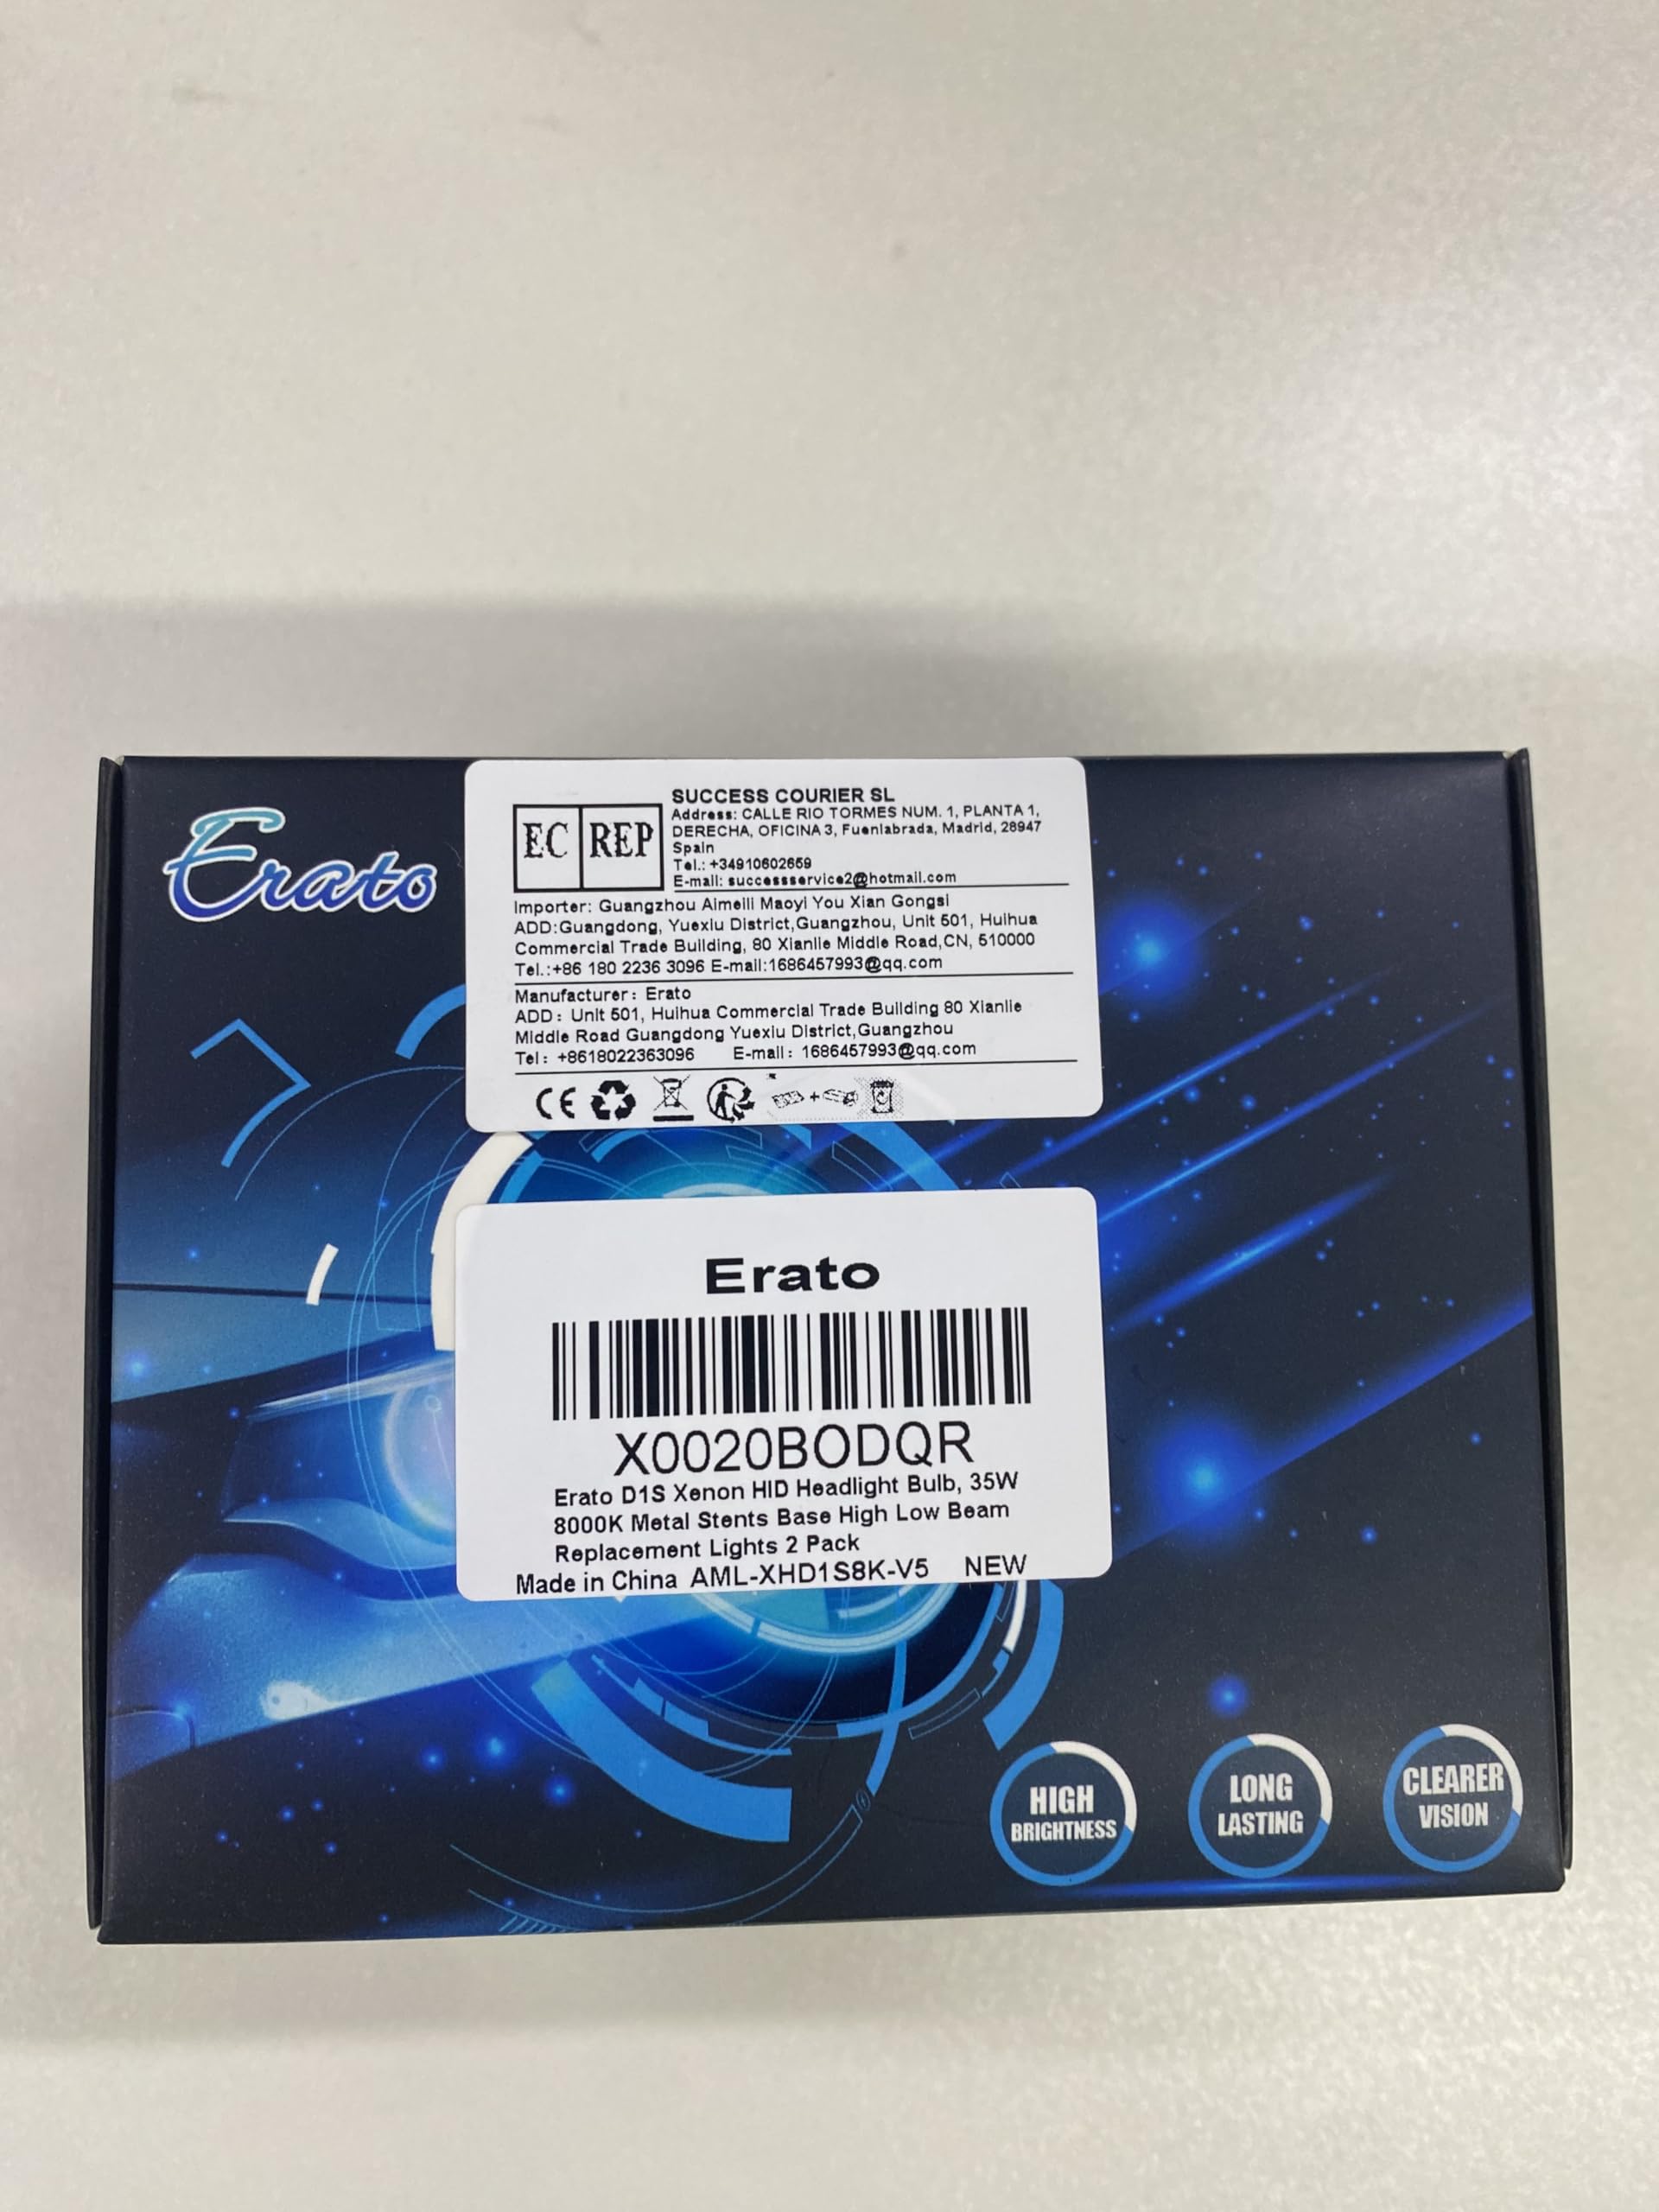 Erato
EC REP
SUCCESS COURIER SL
Address: CALLE RIO TORMES NUM. 1, PLANTA 1,
DERECHA, OFICINA 3, Fuenlabrada, Madrid, 28947
Spain
Tel.: +34910602659
E-mail: successservice2@hotmail.com
Importer: Guangzhou Aimeili Maoyi You Xian Gongsi
ADD:Guangdong, Yuexiu District,Guangzhou, Unit 501, Huihua
Commercial Trade Building, 80 Xianlie Middle Road,CN, 510000
Tel.:+86 180 2236 3096 E-mail:1686457993@qq.com
Manufacturer: Erato
ADD: Unit 501, Huihua Commercial Trade Building 80 Xianlie
Middle Road Guangdong Yuexiu District,Guangzhou
Tel: +8618022363096 E-mail: 1686457993@qq.com
CE
Erato
X0020BODQR
Erato D1S Xenon HID Headlight Bulb, 35W
8000K Metal Stents Base High Low Beam
Replacement Lights 2 Pack
Made in China AML-XHD1S8K-V5 NEW
HIGH
BRIGHTNESS
LONG
LASTING
CLEARER
VISION